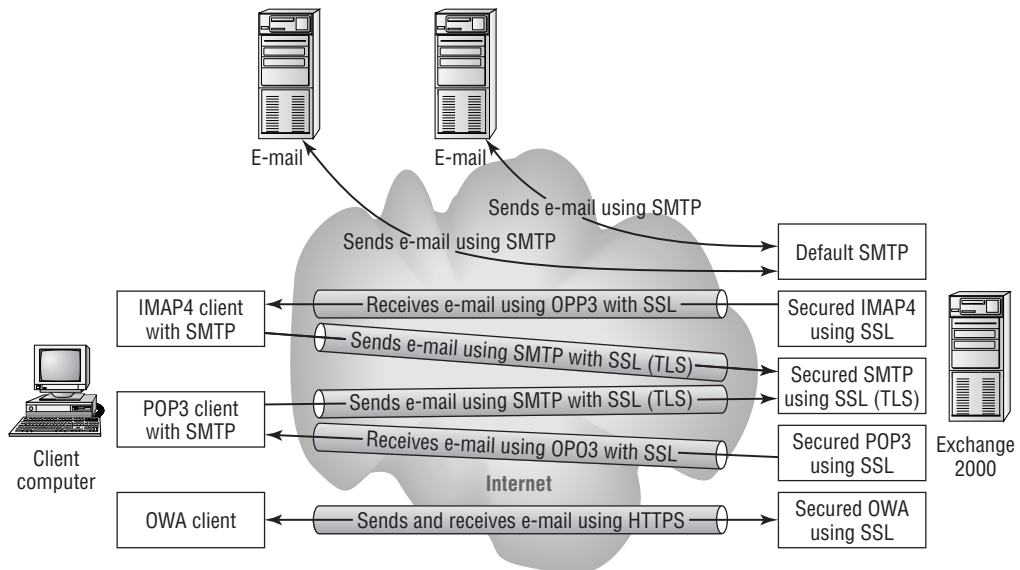 E-mail
E-mail
Sends e-mail using SMTP
Sends e-mail using SMTP
Default SMTP
IMAP4 client
with SMTP
Receives e-mail using OPP3 with SSL
Secured IMAP4
using SSL
Sends e-mail using SMTP with SSL (TLS)
Secured SMTP
using SSL (TLS)
POP3 client
with SMTP
Sends e-mail using SMTP with SSL (TLS)
Receives e-mail using OPO3 with SSL
Secured POP3
using SSL
Client
computer
Exchange
2000
Internet
OWA client
Sends and receives e-mail using HTTPS
Secured OWA
using SSL